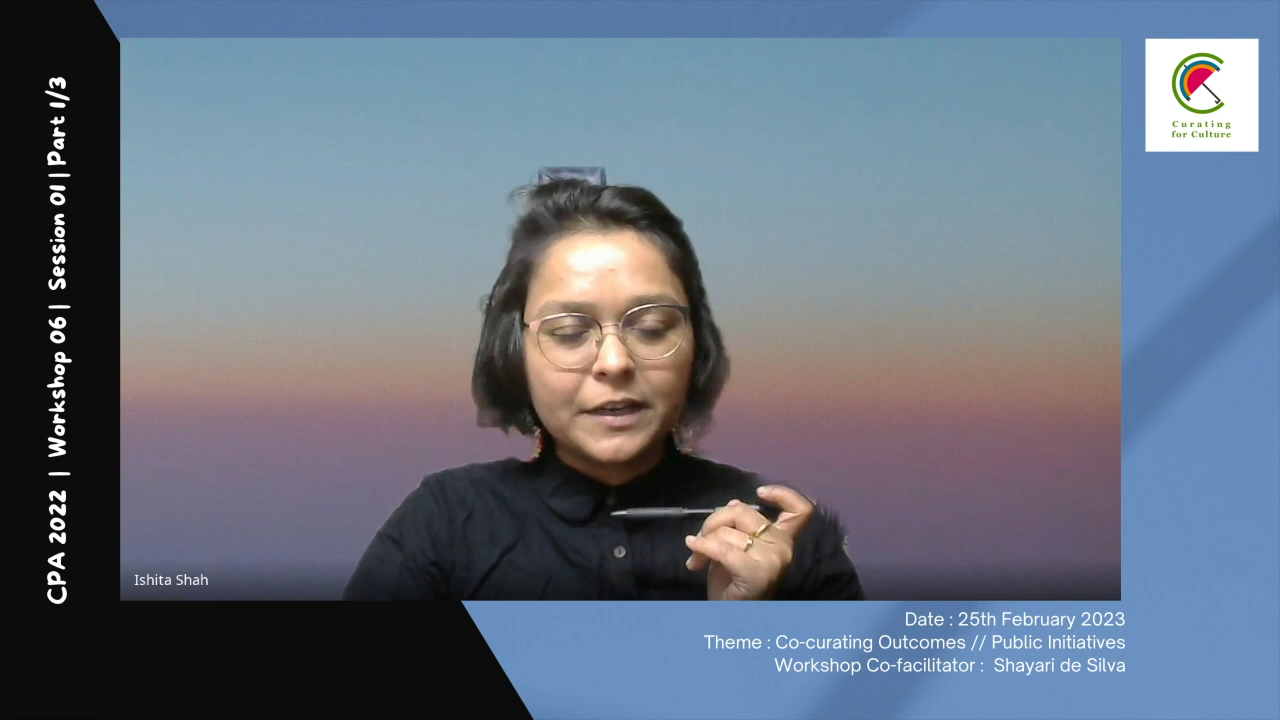 CPA 2022 | Workshop 06 | Session 01 | Part 1/3
Curating
for Culture
Ishita Shah
Date : 25th February 2023
Theme : Co-curating Outcomes // Public Initiatives
Workshop Co-facilitator : Shayari de Silva